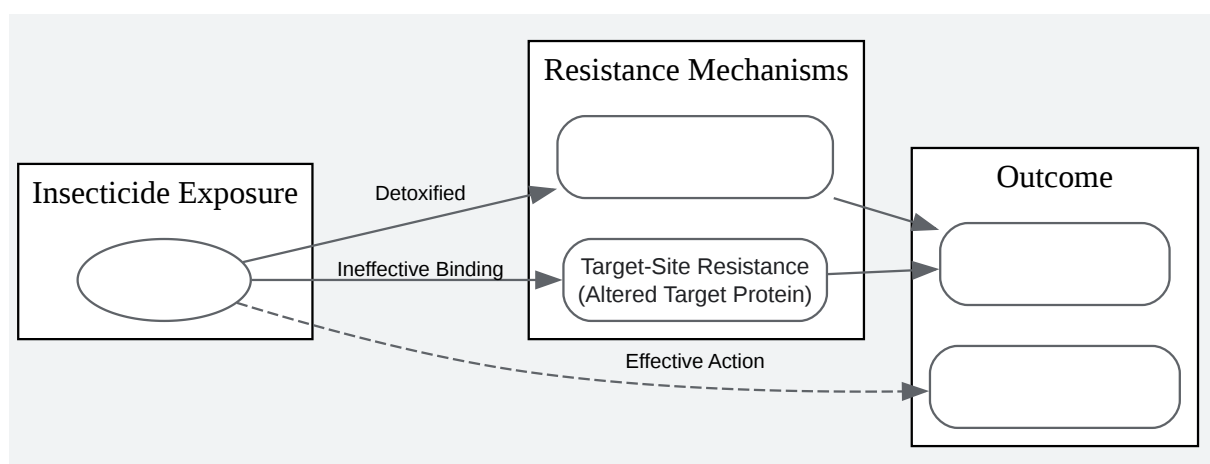 Resistance Mechanisms
Insecticide Exposure
Outcome
Detoxified
Ineffective Binding
Target-Site Resistance
(Altered Target Protein)
Effective Action